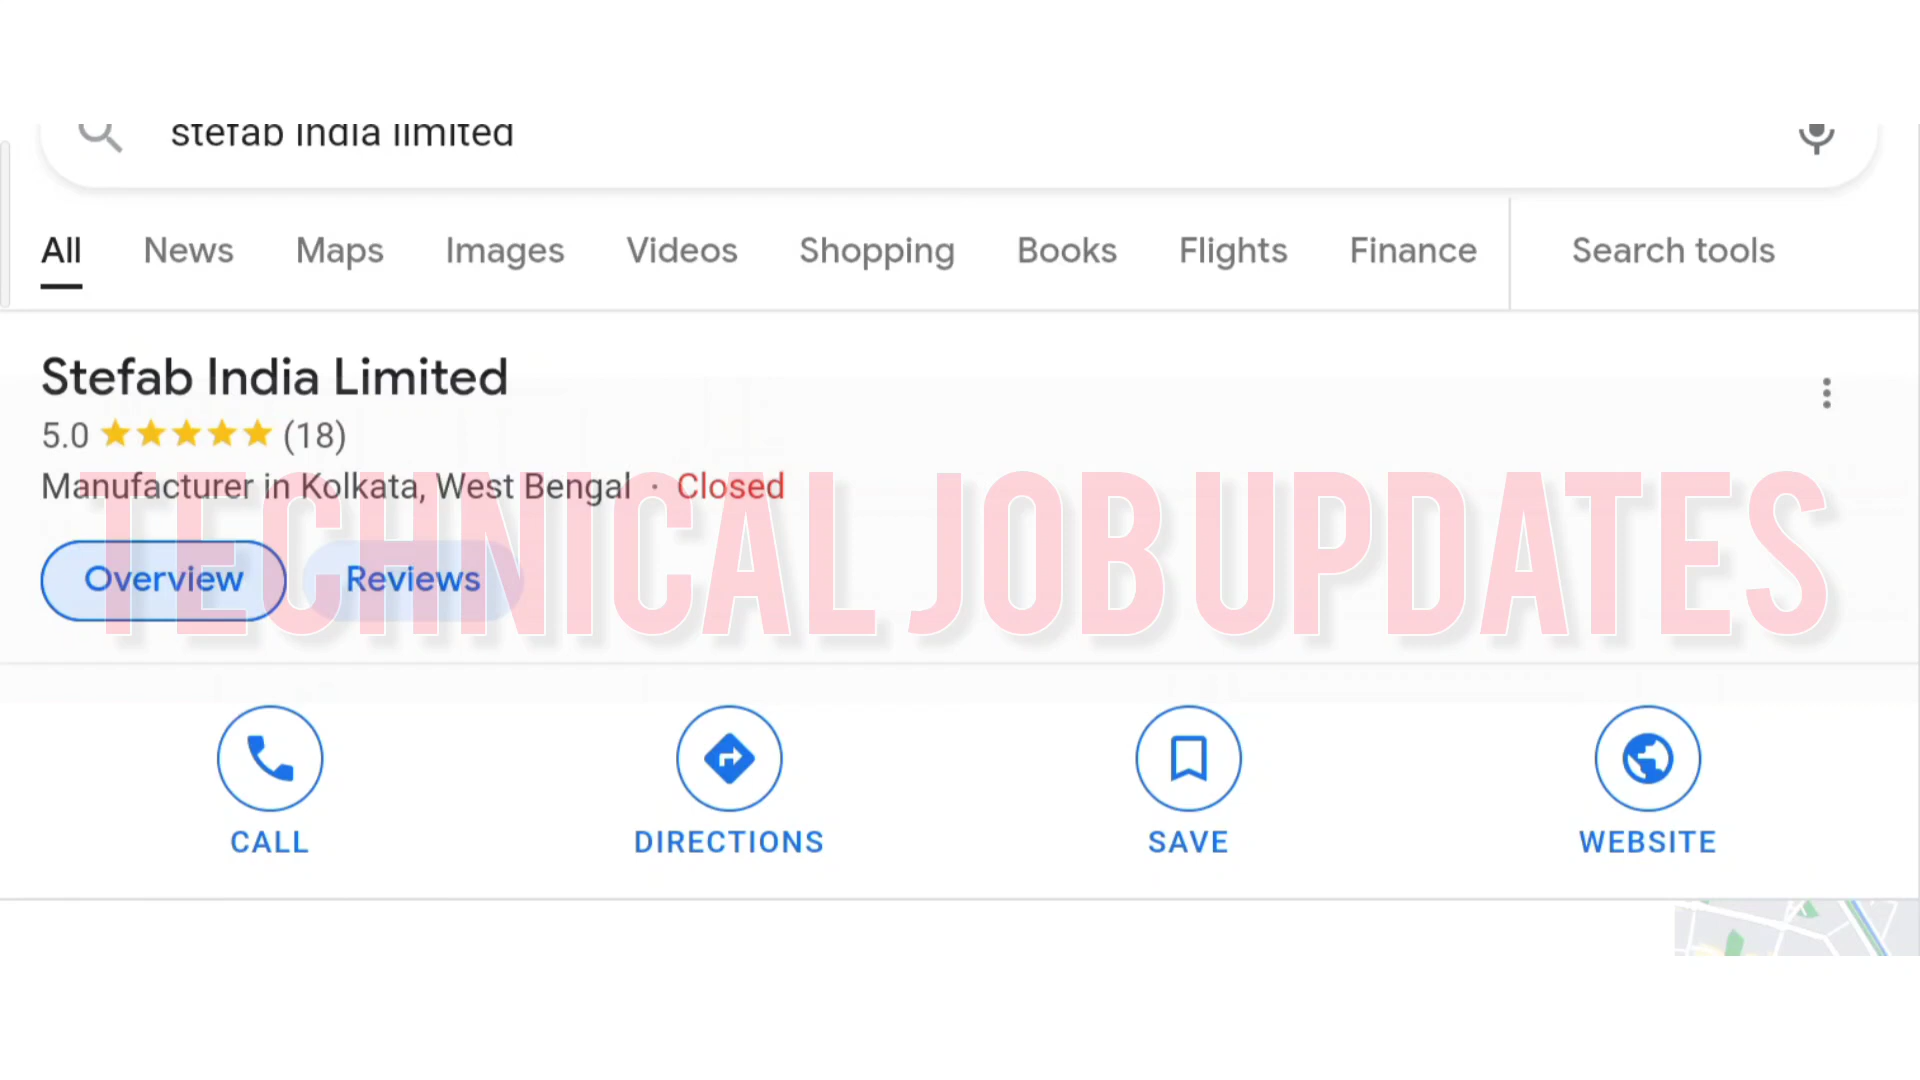 stefab india limited
All News Maps Images Videos Shopping Books Flights Finance Search tools
Stefab India Limited
5.0 (18)
Manufacturer in Kolkata, West Bengal · Closed
TECHNICAL JOB UPDATES
Overview Reviews
CALL DIRECTIONS SAVE WEBSITE